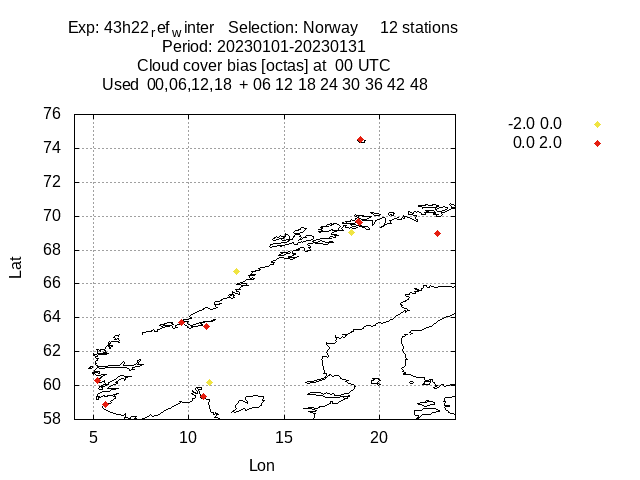 Exp: 43h22refwinter Selection: Norway 12 stations
Period: 20230101-20230131
Cloud cover bias [octas] at 00 UTC
Used 00,06,12,18 + 06 12 18 24 30 36 42 48
-2.0 0.0
0.0 2.0
76
74
72
70
68
66
64
62
60
58
Lat
5 10 15 20
Lon